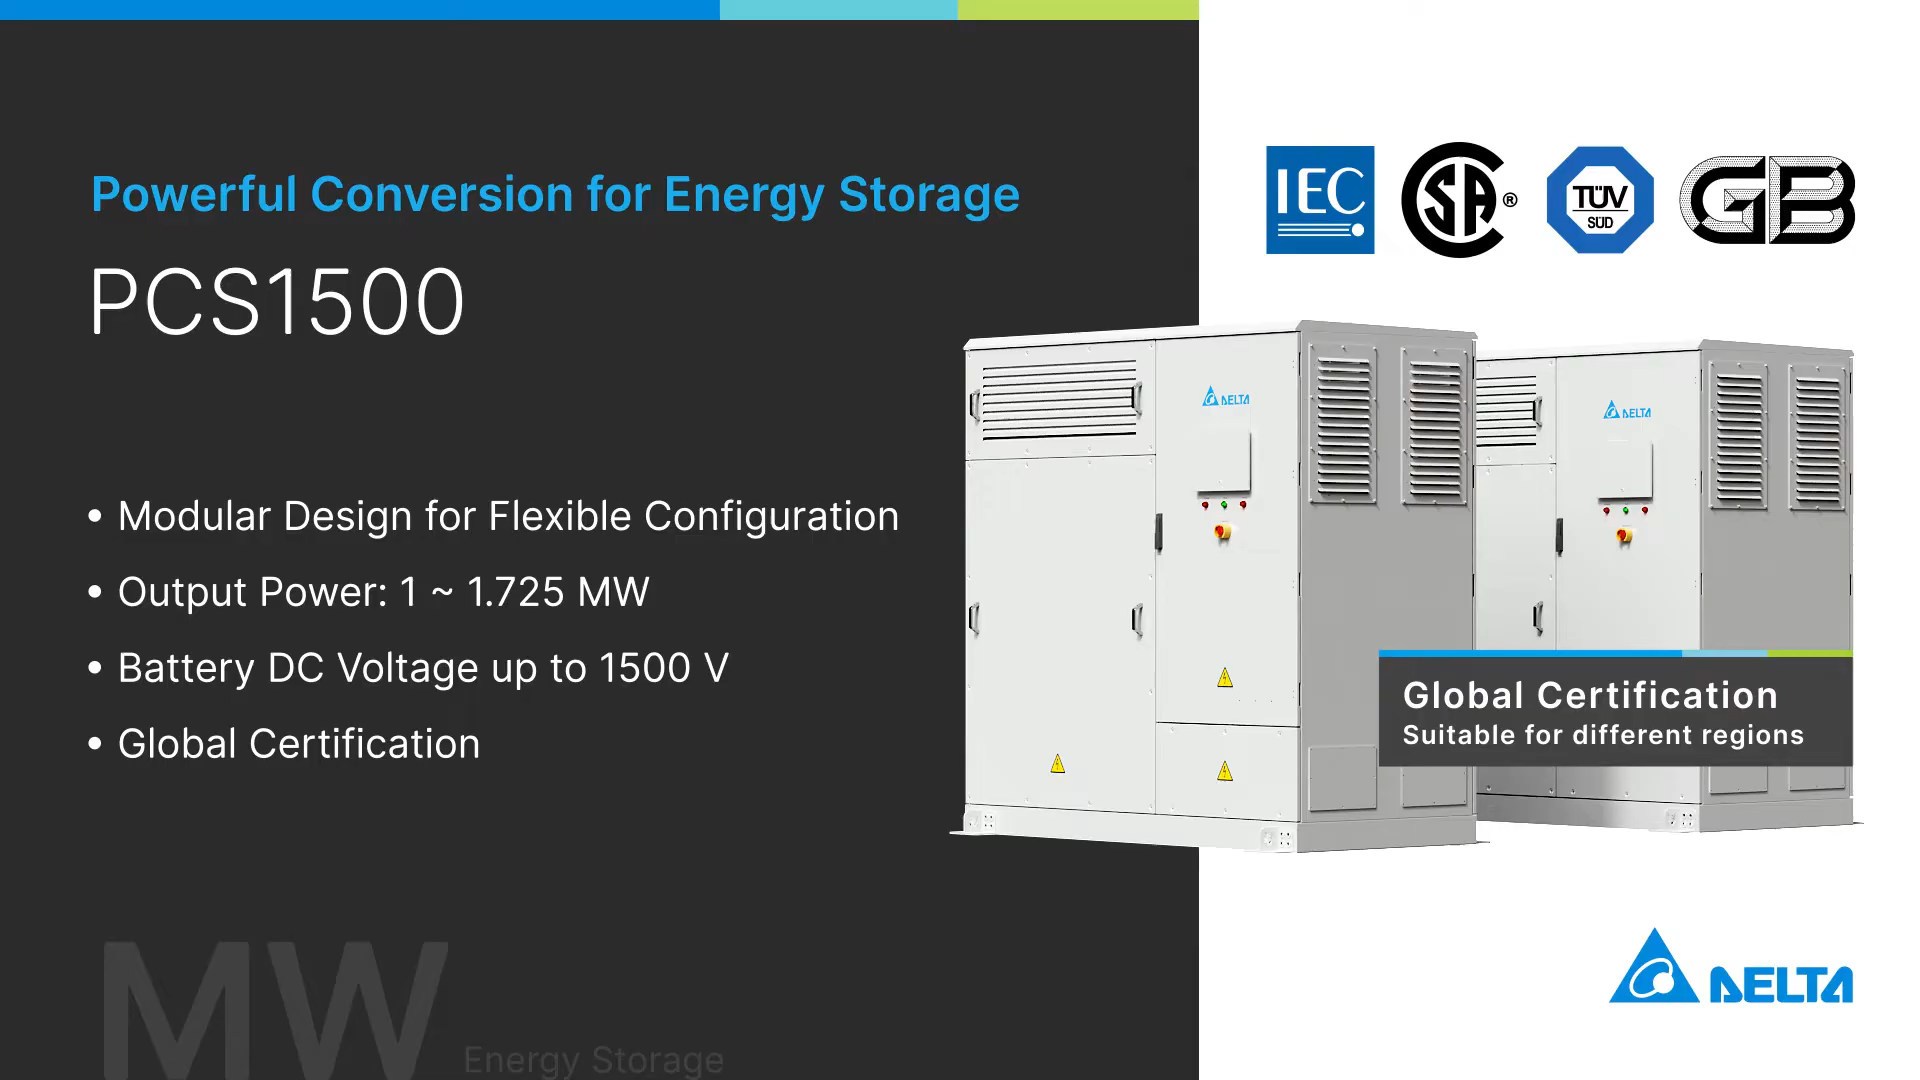 Powerful Conversion for Energy Storage
PCS1500
• Modular Design for Flexible Configuration
• Output Power: 1 ~ 1.725 MW
• Battery DC Voltage up to 1500 V
• Global Certification
MW
Energy Storage
IEC
CSA®
TÜV
SÜD
GB
DELTA
DELTA
Global Certification
Suitable for different regions
DELTA